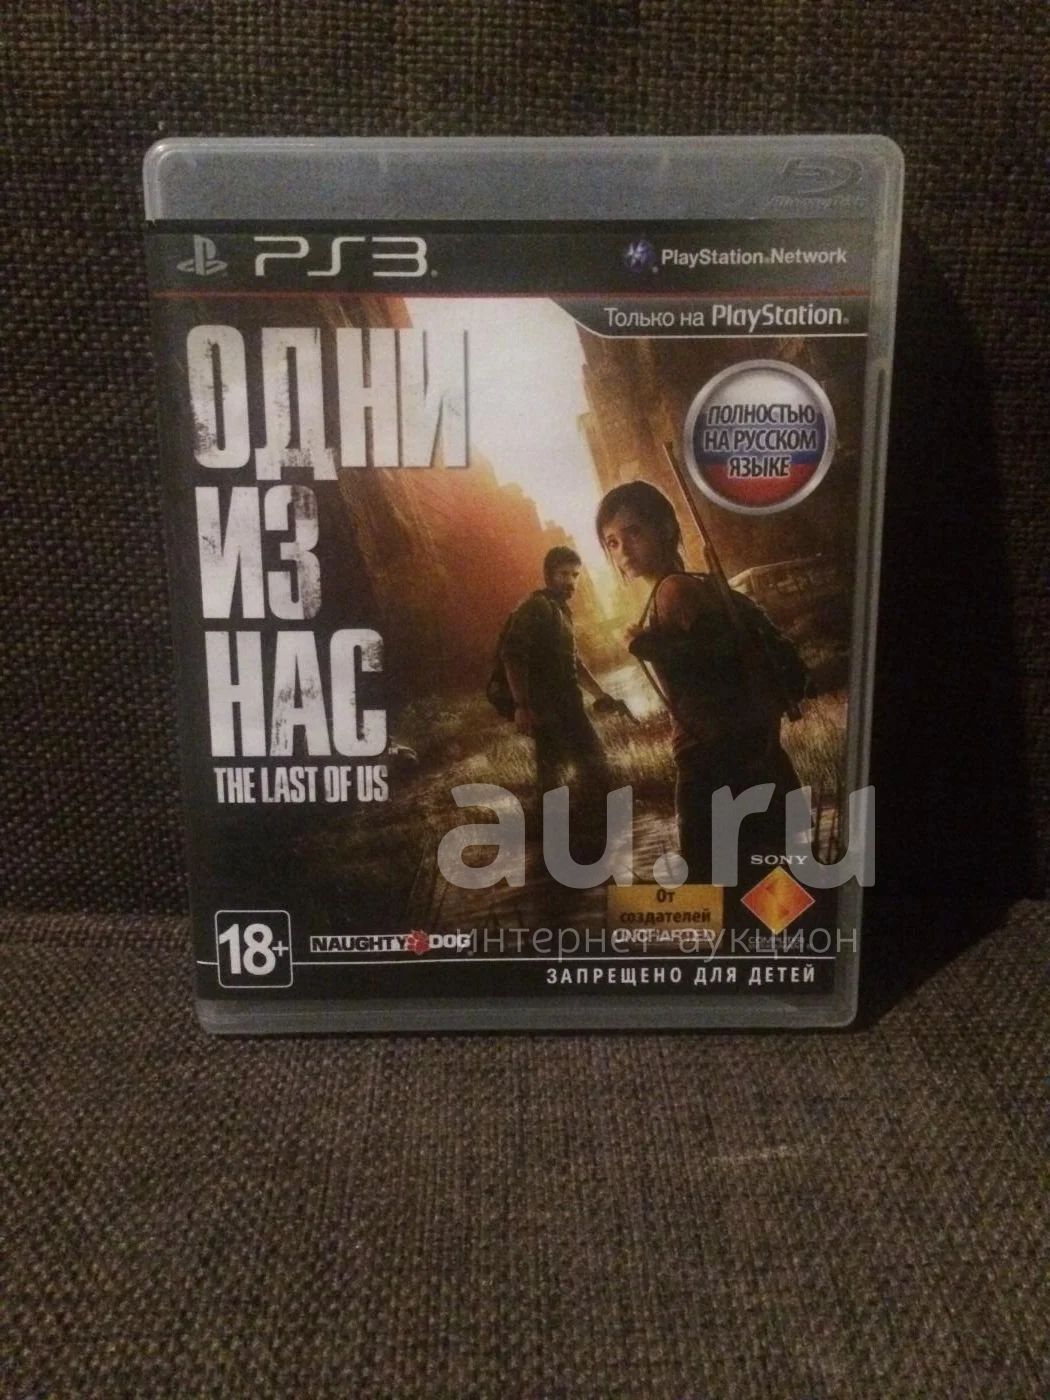 PS3
PlayStation®Network
Только на PlayStation®
ОДНИ
ИЗ
НАС
THE LAST OF US
ПОЛНОСТЬЮ
НА РУССКОМ
ЯЗЫКЕ
au.ru
интернет аукцион
SONY
От
создателей
UNCHARTED
18+
NAUGHTY DOG
ЗАПРЕЩЕНО ДЛЯ ДЕТЕЙ